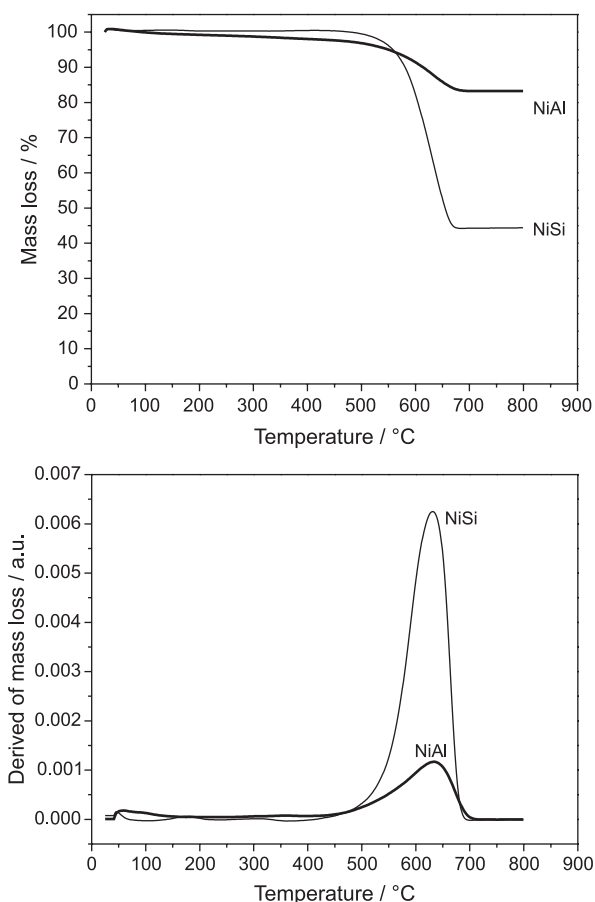 100
90
80
70
60
50
40
30
20
10
0
Mass loss / %
NiAl
NiSi
0 100 200 300 400 500 600 700 800 900
Temperature / °C
0.007
0.006
0.005
0.004
0.003
0.002
0.001
0.000
Derived of mass loss / a.u.
NiSi
NiAl
0 100 200 300 400 500 600 700 800 900
Temperature / °C